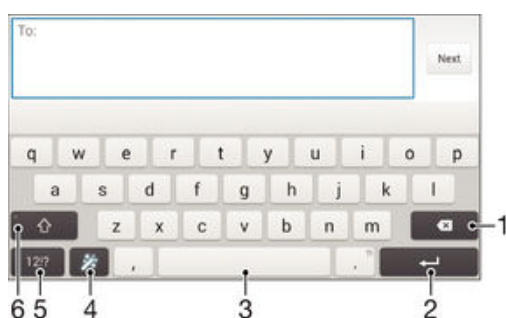 To:
Next
q w e r t y u i o p
a s d f g h j k l
z x c v b n m 1
12!? , . "
6 5 4 3 2